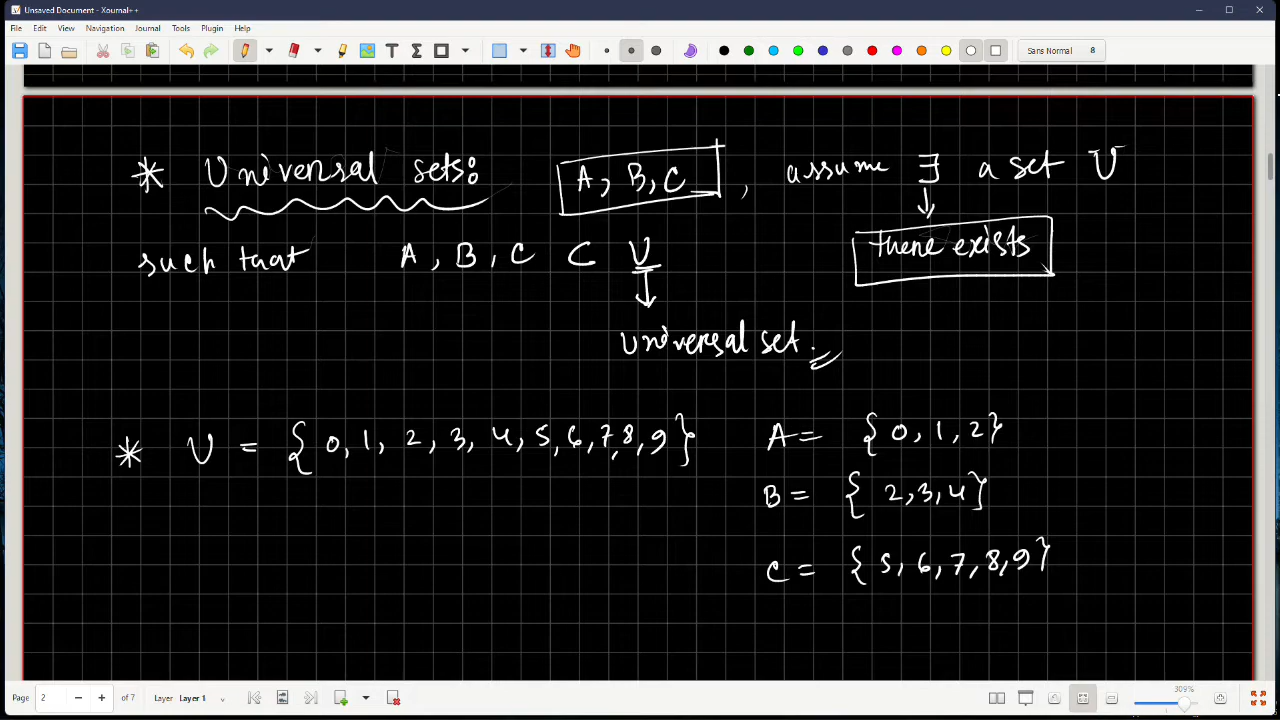 Unsaved Document - Xournal++
File Edit View Navigation Journal Tools Plugin Help
Sans Normal 8
* Universal sets: A, B, C , assume ∃ a set U
there exists
such that A, B, C ⊂ U
universal set.
* U = {0, 1, 2, 3, 4, 5, 6, 7, 8, 9} A = {0, 1, 2}
B = {2, 3, 4}
C = {5, 6, 7, 8, 9}
Page 2 of 7 Layer Layer 1 309%